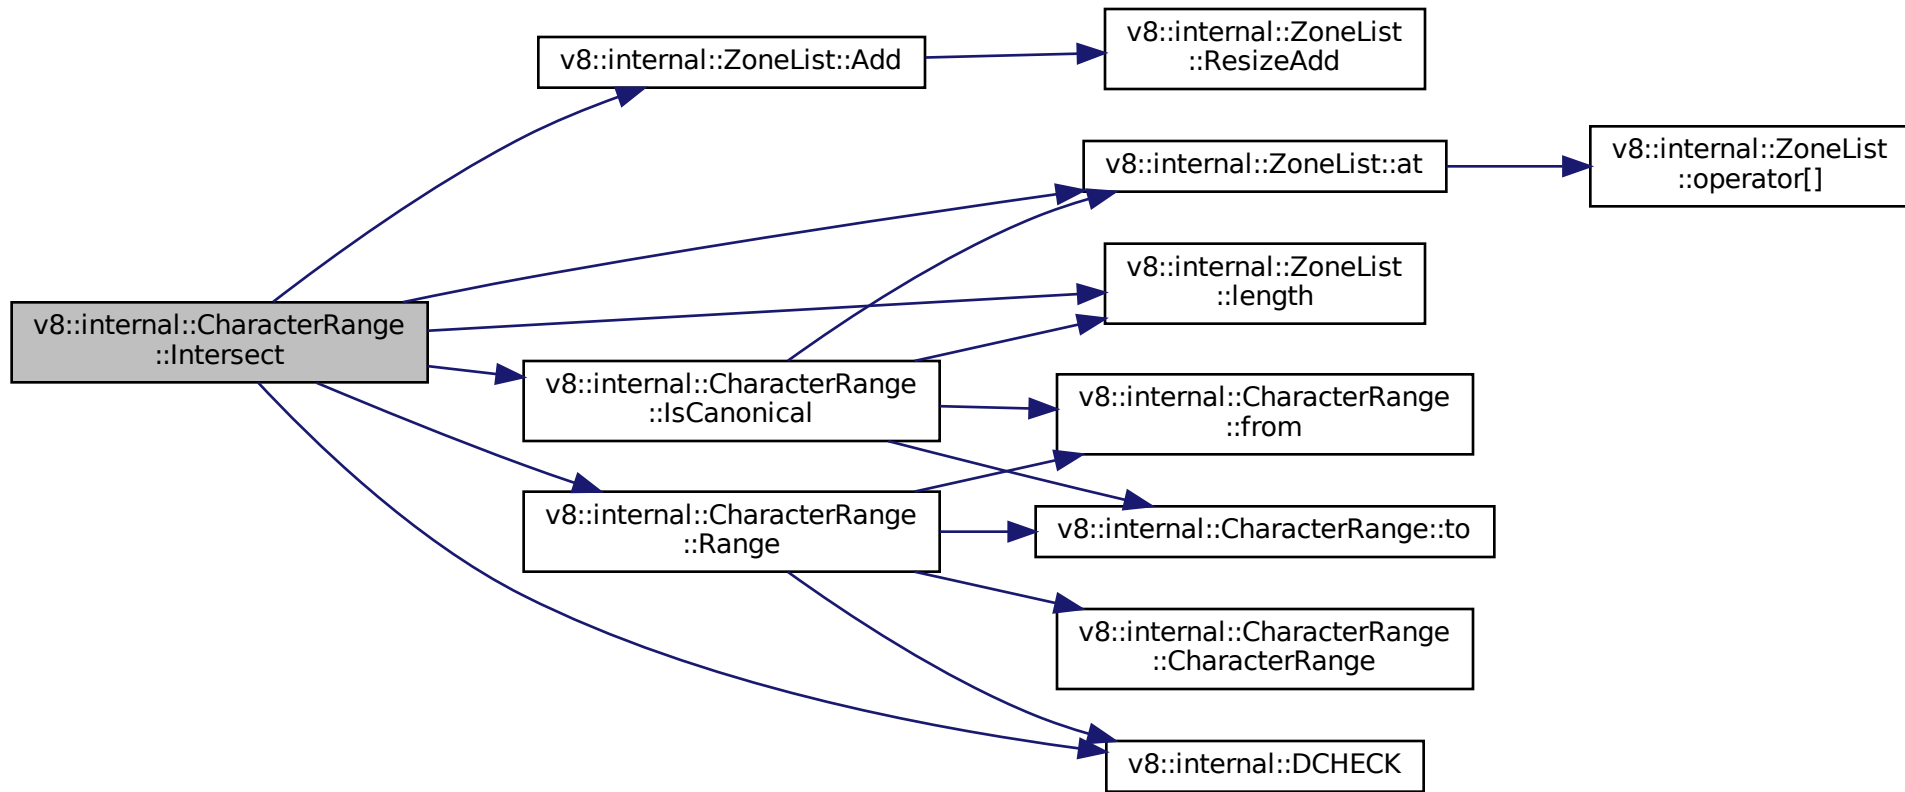 v8::internal::ZoneList::Add
v8::internal::ZoneList
::ResizeAdd
v8::internal::ZoneList::at
v8::internal::ZoneList
::operator[]
v8::internal::ZoneList
::length
v8::internal::CharacterRange
::Intersect
v8::internal::CharacterRange
::IsCanonical
v8::internal::CharacterRange
::from
v8::internal::CharacterRange
::Range
v8::internal::CharacterRange::to
v8::internal::CharacterRange
::CharacterRange
v8::internal::DCHECK